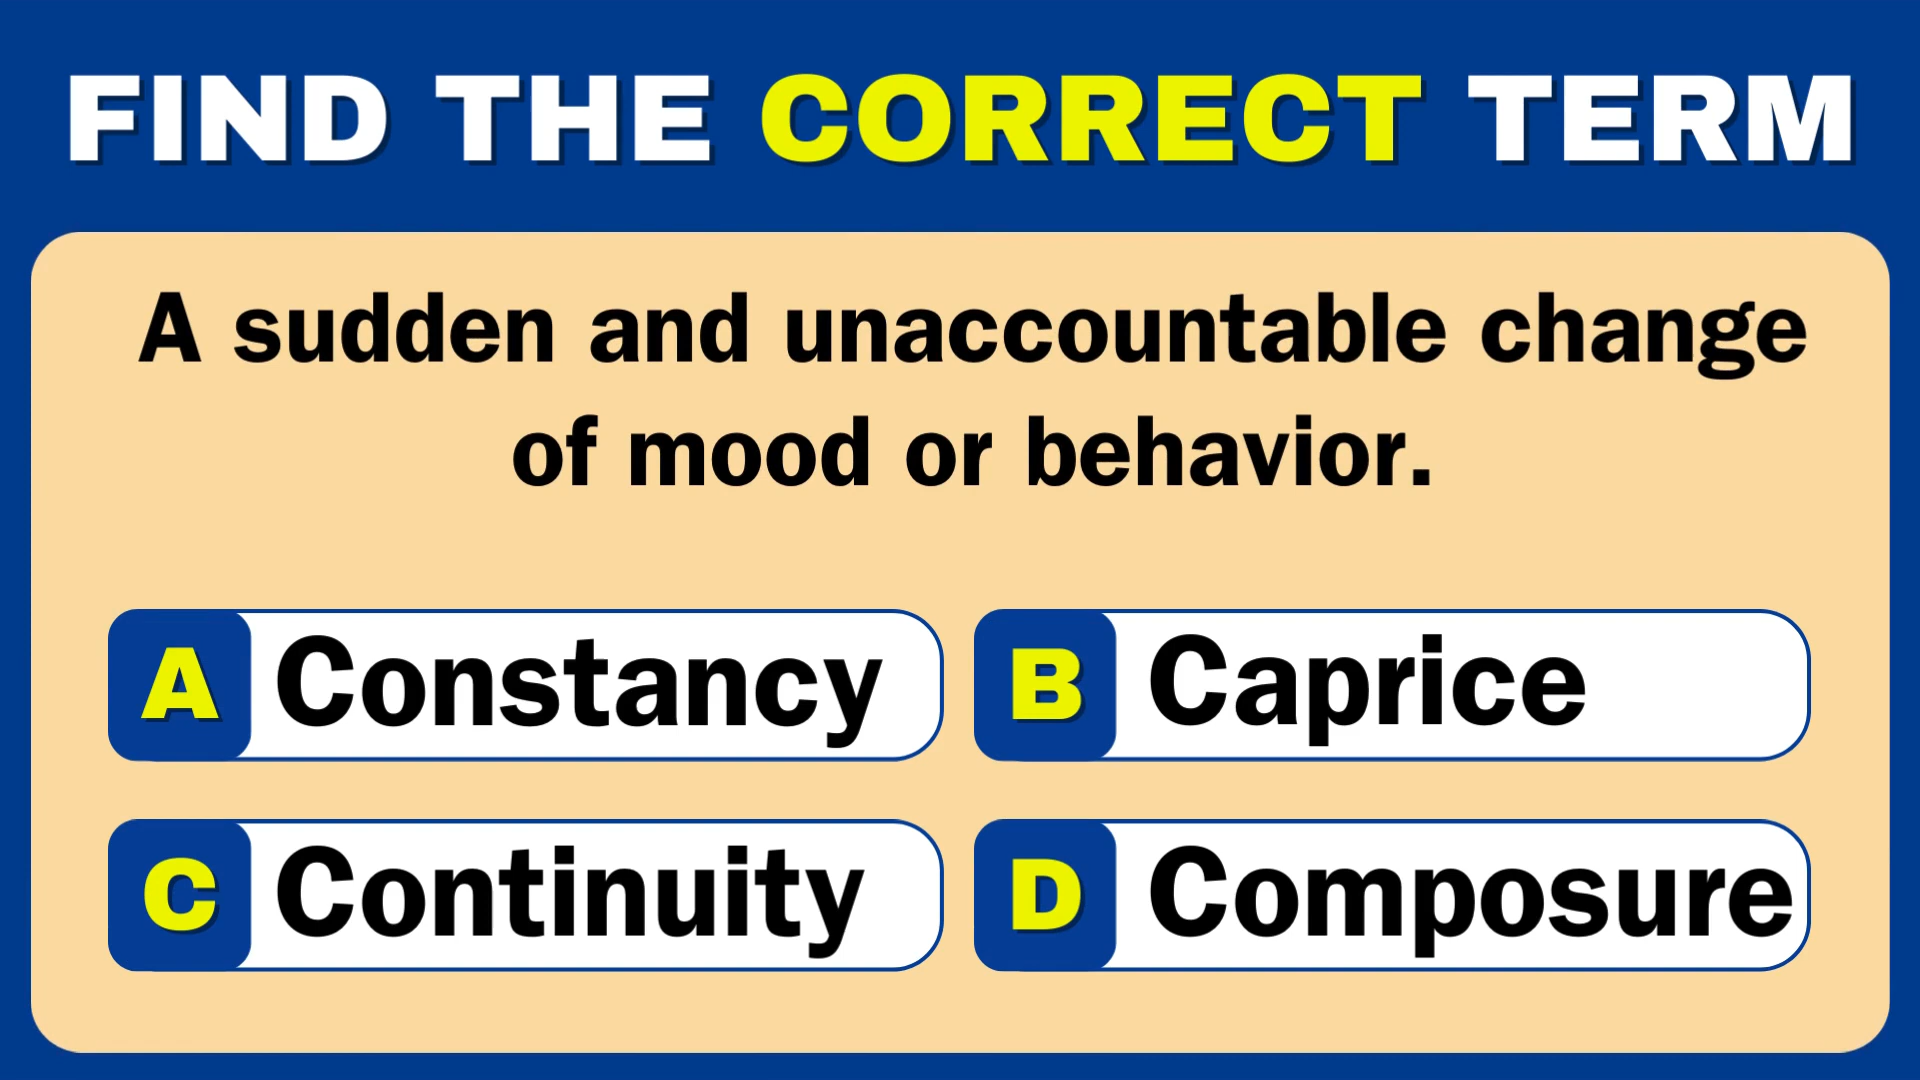 FIND THE CORRECT TERM
A sudden and unaccountable change
of mood or behavior.
A Constancy
B Caprice
C Continuity
D Composure